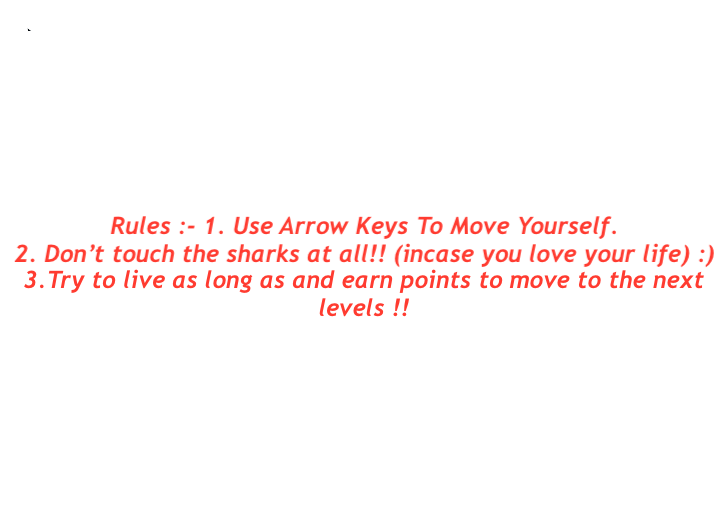 Rules :- 1. Use Arrow Keys To Move Yourself.
2. Don’t touch the sharks at all!! (incase you love your life) :)
3.Try to live as long as and earn points to move to the next
levels !!